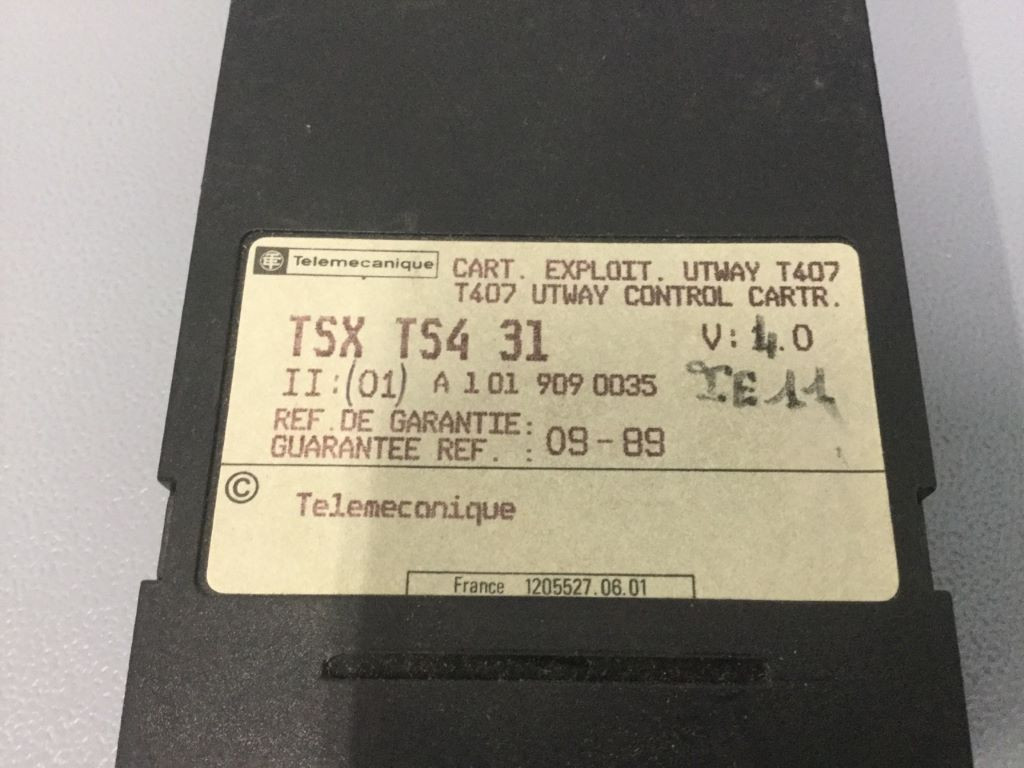 Telemecanique
CART. EXPLOIT. UTWAY T407
T407 UTWAY CONTROL CARTR.
TSX TS4 31 V: 4.0
II:(01) A 1 01 909 0035
REF.DE GARANTIE:
GUARANTEE REF. : 09-89
© Telemecanique
France 1205527.06.01